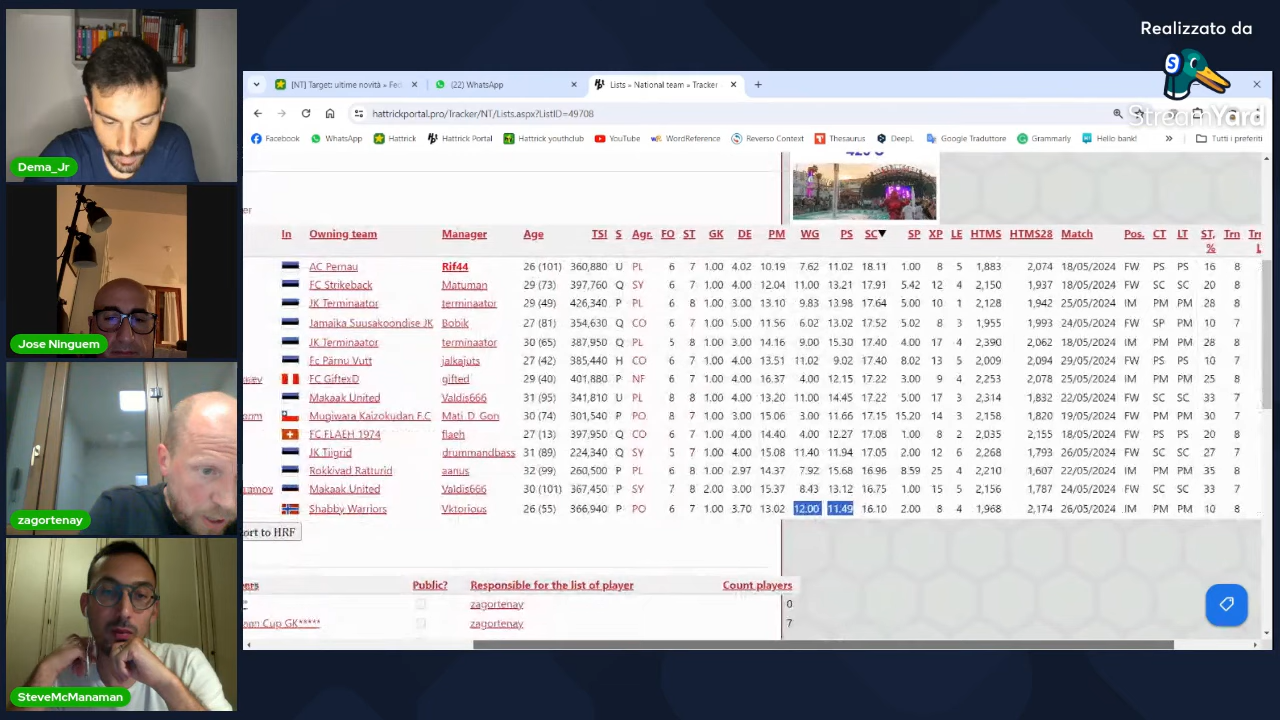 Realizzato da
StreamYard
Dema_Jr
Jose Ninguem
zagortenay
SteveMcManaman
[NT] Target: ultime novità » Fed
(22) WhatsApp
Lists » National team » Tracker
hattrickportal.pro/Tracker/NT/Lists.aspx?ListID=49708
Facebook WhatsApp Hattrick Hattrick Portal Hattrick youthclub YouTube WordReference Reverso Context Thesaurus DeepL Google Traduttore Grammarly Hello bank! » Tutti i preferiti
In Owning team Manager Age TSI S Agr. FO ST GK DE PM WG PS SC SP XP LE HTMS HTMS28 Match Pos. CT LT ST, % Trn
AC Pernau Rif44 26 (101) 360,880 U PL 6 7 1.00 4.02 10.19 7.62 11.02 18.11 1.00 8 5 1,883 2,074 18/05/2024 FW PS PS 16 8
FC Strikeback Matuman 29 (73) 397,760 Q SY 6 7 1.00 4.00 12.04 11.00 13.21 17.91 5.42 12 4 2,150 1,937 18/05/2024 FW SC SC 20 8
JK Terminaator terminaator 29 (49) 426,340 P PL 6 8 1.00 3.00 13.10 9.83 13.98 17.64 5.00 10 1 2,128 1,942 25/05/2024 IM PM PM 28 8
Jamaika Suusakoondise JK Bobik 27 (81) 354,630 Q CO 6 7 1.00 5.00 11.56 6.02 13.02 17.52 5.02 8 3 1,955 1,993 24/05/2024 FW SP PM 10 7
JK Terminaator terminaator 30 (65) 387,950 Q PL 5 8 1.00 4.00 12.16 9.00 15.30 17.40 4.00 17 4 2,390 2,062 18/05/2024 FW PM PM 28 8
Fc Pärnu Vutt jalkajuts 27 (42) 385,440 H CO 6 7 1.00 4.00 13.51 11.02 9.02 17.40 8.02 13 5 2,009 2,094 29/05/2024 FW PS PS 10 7
FC GiftexD gifted 29 (40) 401,880 P NF 6 7 1.00 4.00 16.37 4.00 12.15 17.22 3.00 9 4 2,253 2,078 25/05/2024 FW PM PM 25 8
Makaak United Valdis666 31 (95) 341,810 U PL 8 8 1.00 4.00 13.20 11.00 14.45 17.22 5.00 17 3 2,314 1,832 22/05/2024 FW SC SC 33
Mugiwara Kaizokudan F.C Mati_D_Gon 30 (74) 301,540 P PO 8 7 1.00 3.00 15.06 3.00 11.66 17.15 15.20 14 3 1,820 19/05/2024 FW PM PM 30 7
FC FLAEH 1974 flaeh 27 (13) 397,950 Q CO 6 7 1.00 4.00 14.40 4.00 12.27 17.08 1.00 8 2 2,155 22/05/2024 FW PS PS 20 8
JK Tiigrid drummandbass 31 (89) 224,340 Q SY 5 7 1.00 4.00 15.08 11.40 11.94 17.05 2.00 12 6 2,268 1,793 26/05/2024 FW SC SC 27
Rokkivad Ratturid aanus 260,500 P PL 6 8 1.00 14.37 7.92 15.68 8.59 25 4 2,210 1,607 22/05/2024 IM PM PM 35 8
Makaak United Valdis666 30 (101) 367,450 P SY 7 8 15.37 8.43 13.12 16.75 1.00 5 1,787 24/05/2024 IM SC SC 33 7
Shabby Warriors Vktorious 26 (55) 366,940 P PO 6 7 1.00 3.70 13.02 12.00 11.49 16.10 2.00 8 4 1,968 2,174 26/05/2024 IM PM PM 10 8
ort to HRF
Public? Responsible for the list of player Count players
zagortenay 0
am Cup GK***** zagortenay 7